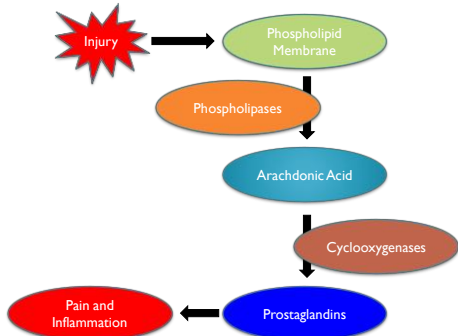 Injury
Phospholipid
Membrane
Phospholipases
Arachdonic Acid
Cyclooxygenases
Pain and
Inflammation
Prostaglandins